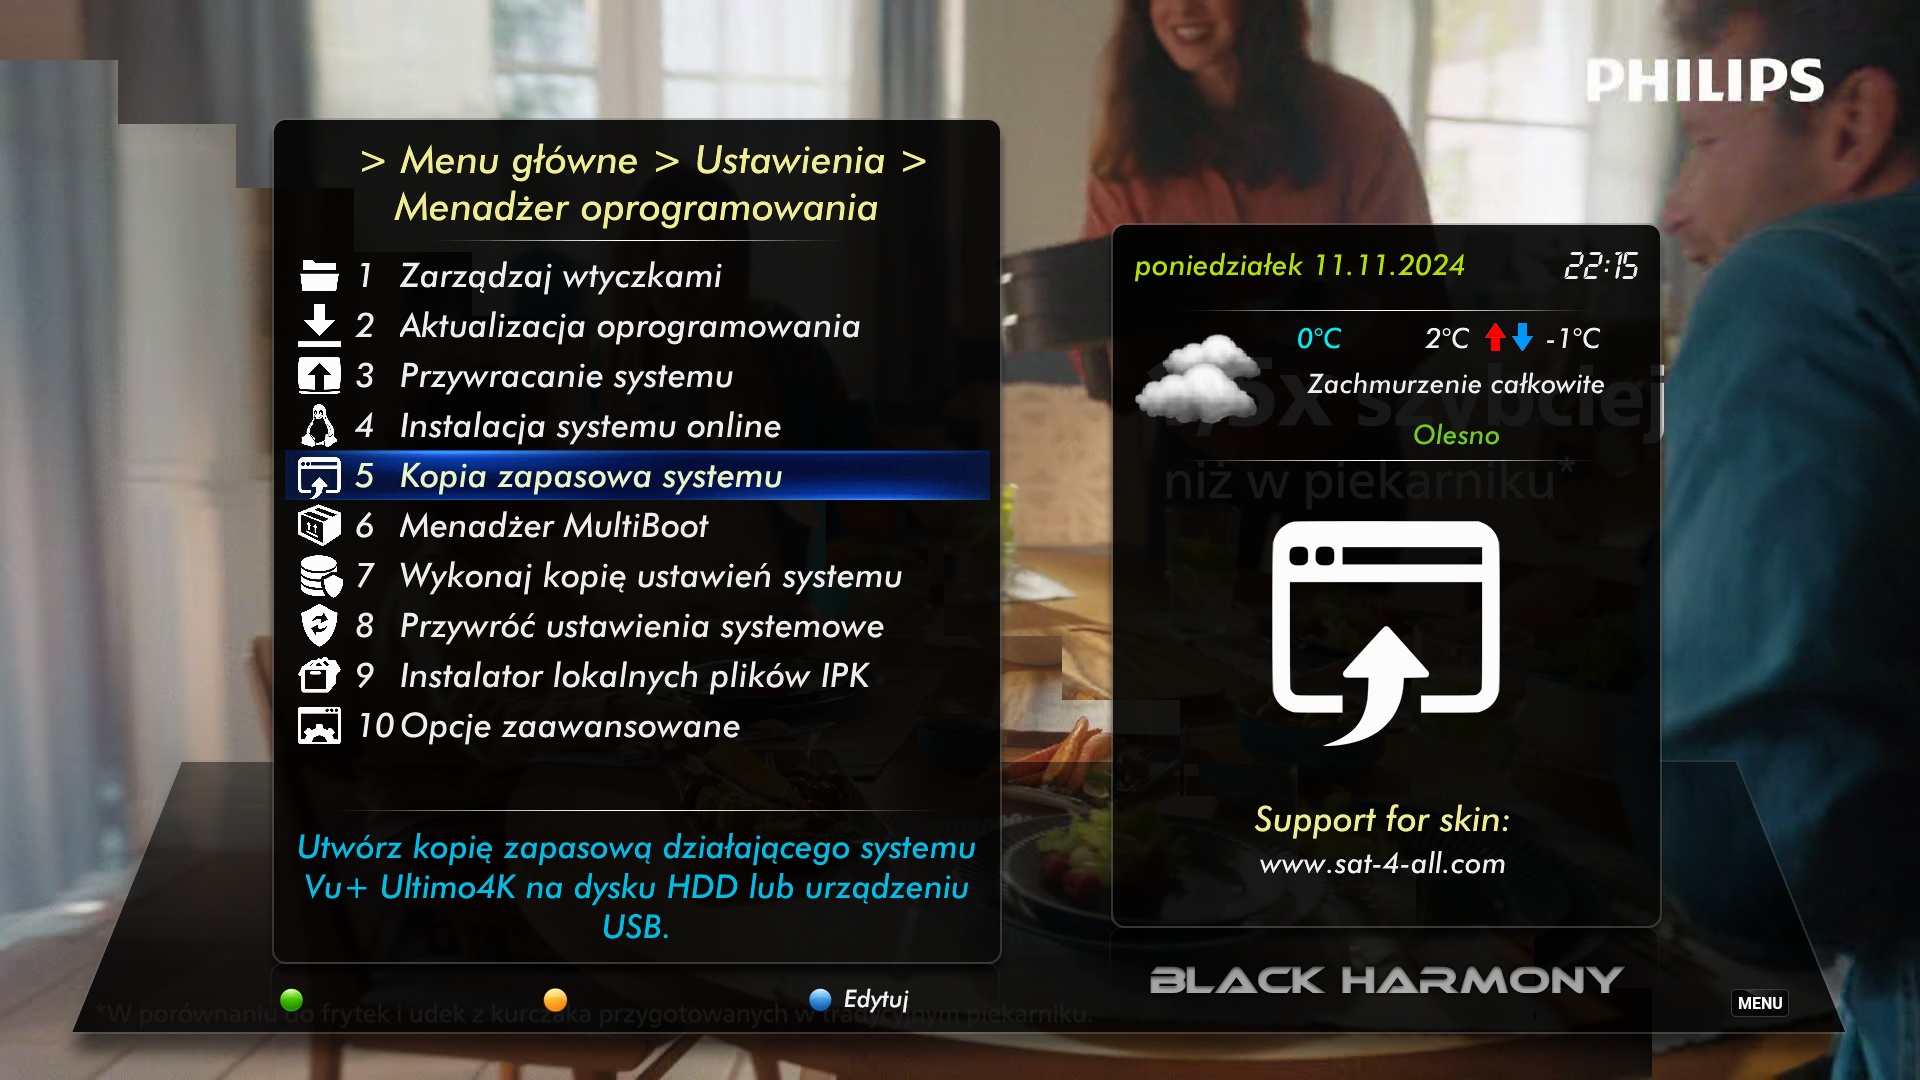 PHILIPS
> Menu główne > Ustawienia >
Menadżer oprogramowania
1 Zarządzaj wtyczkami
2 Aktualizacja oprogramowania
3 Przywracanie systemu
4 Instalacja systemu online
5 Kopia zapasowa systemu
6 Menadżer MultiBoot
7 Wykonaj kopię ustawień systemu
8 Przywróć ustawienia systemowe
9 Instalator lokalnych plików IPK
10 Opcje zaawansowane
Utwórz kopię zapasową działającego systemu
Vu+ Ultimo4K na dysku HDD lub urządzeniu
USB.
Edytuj
poniedziałek 11.11.2024 22:15
0°C 2°C -1°C
Zachmurzenie całkowite
5x szybciej
Olesno
niż w piekarniku*
Support for skin:
www.sat-4-all.com
BLACK HARMONY
MENU
*W porównaniu do frytek i udek z kurczaka przygotowanych w tradycyjnym piekarniku.